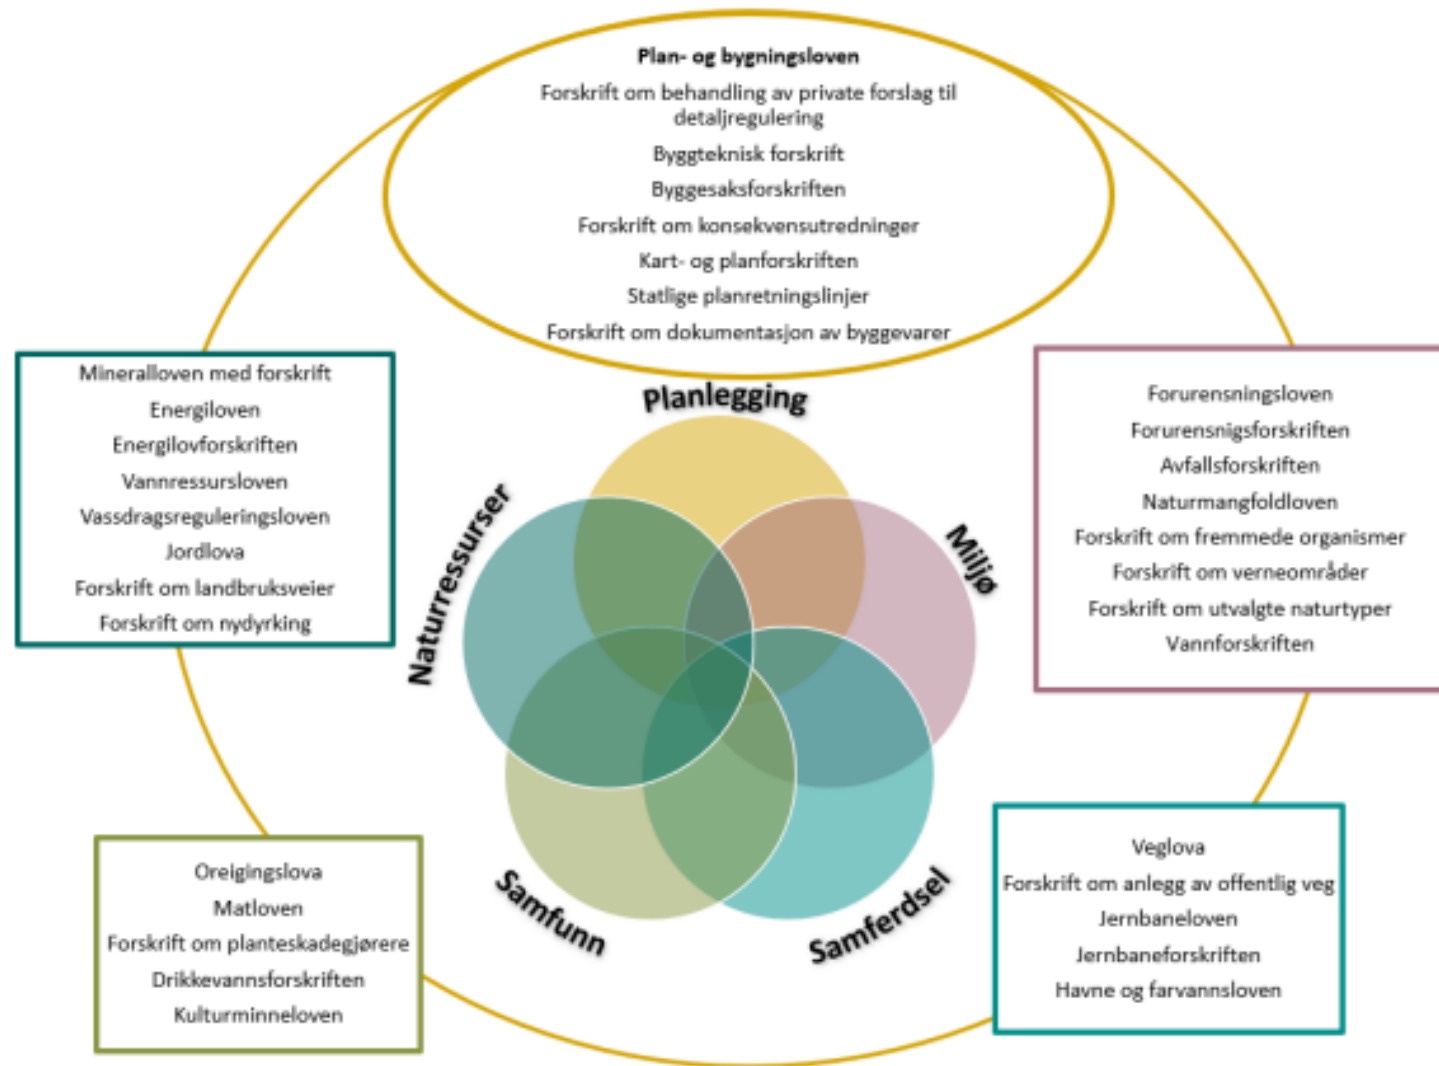 Plan- og bygningsloven
Forskrift om behandling av private forslag til
detaljregulering
Byggteknisk forskrift
Byggesaksforskriften
Forskrift om konsekvensutredninger
Kart- og planforskriften
Statlige planretningslinjer
Forskrift om dokumentasjon av byggevarer
Mineralloven med forskrift
Energiloven
Energilovforskriften
Vannressursloven
Vassdragsreguleringsloven
Jordlova
Forskrift om landbruksveier
Forskrift om nydyrking
Planlegging
Naturressurser
Miljø
Samfunn
Samferdsel
Forurensningsloven
Forurensnigsforskriften
Avfallsforskriften
Naturmangfoldloven
Forskrift om fremmede organismer
Forskrift om verneområder
Forskrift om utvalgte naturtyper
Vannforskriften
Oreigingslova
Matloven
Forskrift om planteskadegjørere
Drikkevannsforskriften
Kulturminneloven
Veglova
Forskrift om anlegg av offentlig veg
Jernbaneloven
Jernbaneforskriften
Havne og farvannsloven